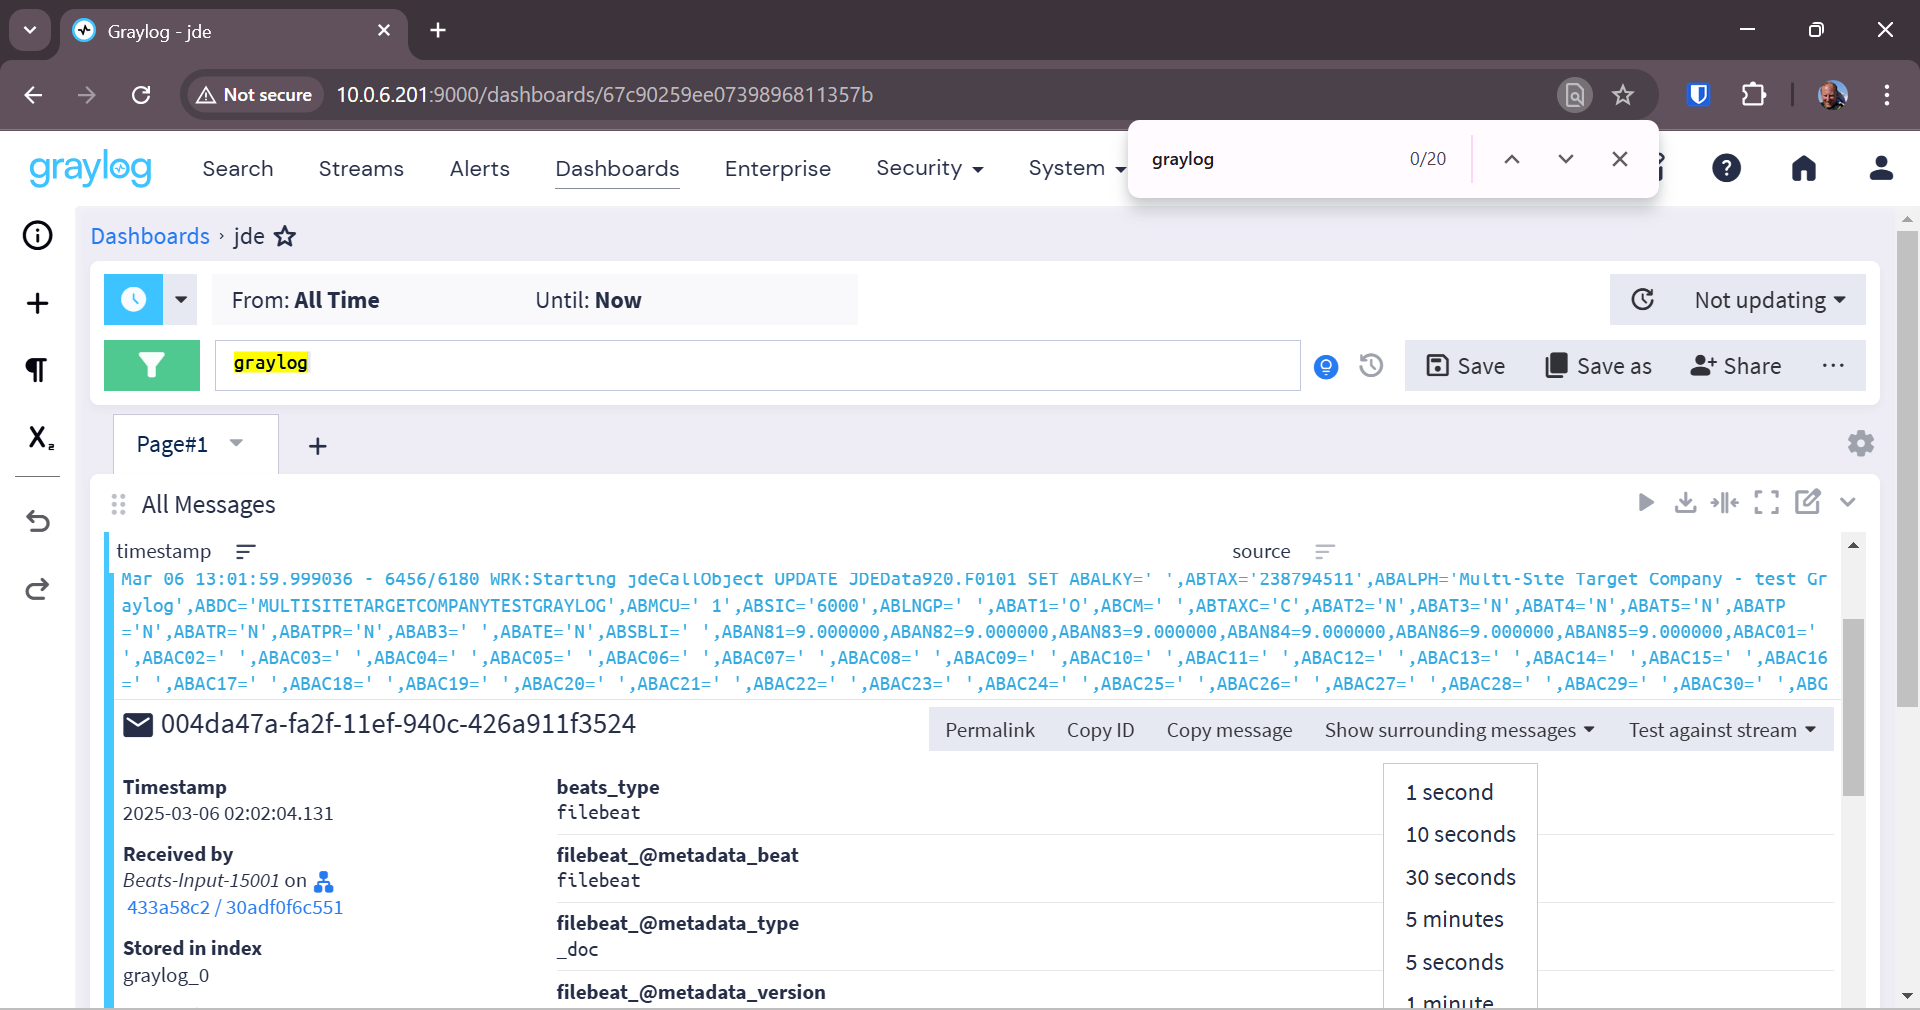 Graylog - jde
Not secure
10.0.6.201:9000/dashboards/67c90259ee0739896811357b
graylog
Search
Streams
Alerts
Dashboards
Enterprise
Security
System
graylog
0/20
Dashboards › jde
From: All Time
Until: Now
Not updating
graylog
Save
Save as
Share
Page#1
All Messages
timestamp
source
Mar 06 13:01:59.999036 - 6456/6180 WRK:Starting jdeCallObject UPDATE JDEData920.F0101 SET ABALKY=' ',ABTAX='238794511',ABALPH='Multi-Site Target Company - test Gr
aylog',ABDC='MULTISITETARGETCOMPANYTESTGRAYLOG',ABMCU=' 1',ABSIC='6000',ABLNGP=' ',ABAT1='O',ABCM=' ',ABTAXC='C',ABAT2='N',ABAT3='N',ABAT4='N',ABAT5='N',ABATP
='N',ABATR='N',ABATPR='N',ABAB3=' ',ABATE='N',ABSBLI=' ',ABAN81=9.000000,ABAN82=9.000000,ABAN83=9.000000,ABAN84=9.000000,ABAN86=9.000000,ABAN85=9.000000,ABAC01='
',ABAC02=' ',ABAC03=' ',ABAC04=' ',ABAC05=' ',ABAC06=' ',ABAC07=' ',ABAC08=' ',ABAC09=' ',ABAC10=' ',ABAC11=' ',ABAC12=' ',ABAC13=' ',ABAC14=' ',ABAC15=' ',ABAC16
=' ',ABAC17=' ',ABAC18=' ',ABAC19=' ',ABAC20=' ',ABAC21=' ',ABAC22=' ',ABAC23=' ',ABAC24=' ',ABAC25=' ',ABAC26=' ',ABAC27=' ',ABAC28=' ',ABAC29=' ',ABAC30=' ',ABG
004da47a-fa2f-11ef-940c-426a911f3524
Permalink
Copy ID
Copy message
Show surrounding messages
Test against stream
Timestamp
2025-03-06 02:02:04.131
Received by
Beats-Input-15001 on
433a58c2 / 30adf0f6c551
Stored in index
graylog_0
beats_type
filebeat
filebeat_@metadata_beat
filebeat
filebeat_@metadata_type
_doc
filebeat_@metadata_version
1 second
10 seconds
30 seconds
5 minutes
5 seconds
1 minute